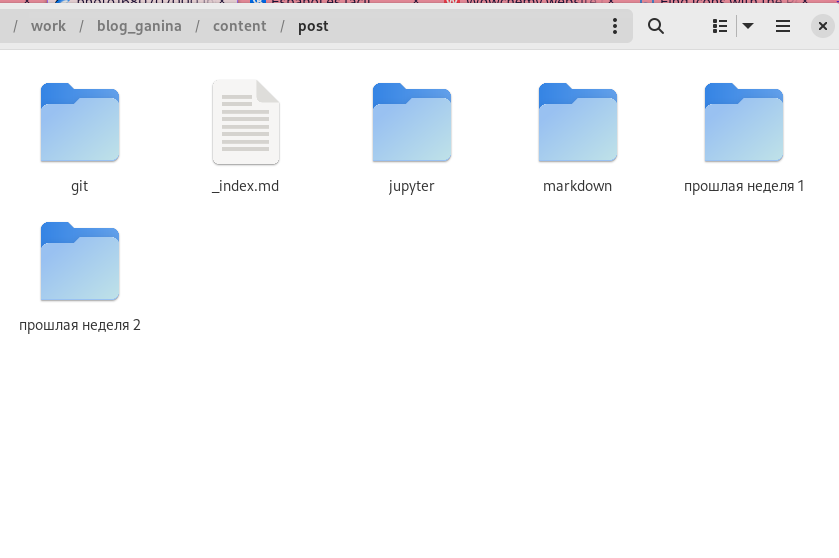 / work / blog_ganina / content / post
git
_index.md
jupyter
markdown
прошлая неделя 1
прошлая неделя 2